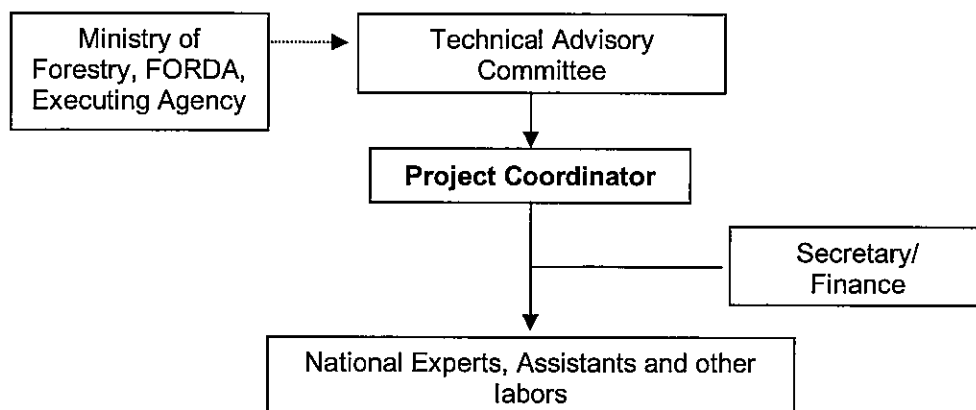 Ministry of
Forestry, FORDA,
Executing Agency
Technical Advisory
Committee
Project Coordinator
Secretary/
Finance
National Experts, Assistants and other
labors